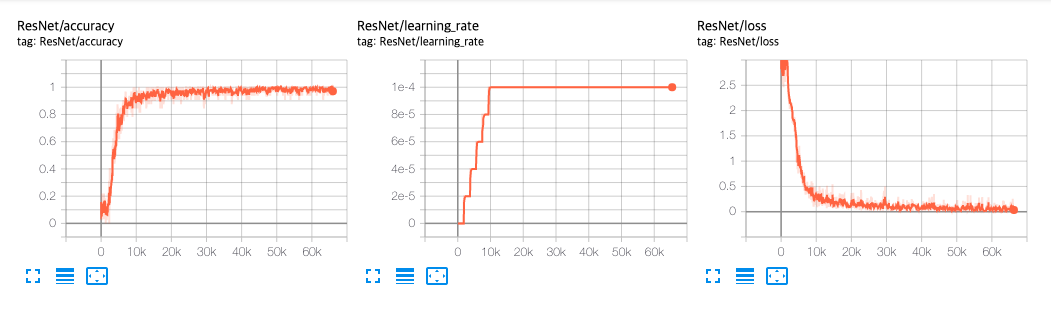 ResNet/accuracy
tag: ResNet/accuracy
1
0.8
0.6
0.4
0.2
0
0 10k 20k 30k 40k 50k 60k
ResNet/learning_rate
tag: ResNet/learning_rate
1e-4
8e-5
6e-5
4e-5
2e-5
0
0 10k 20k 30k 40k 50k 60k
ResNet/loss
tag: ResNet/loss
2.5
2
1.5
1
0.5
0
0 10k 20k 30k 40k 50k 60k